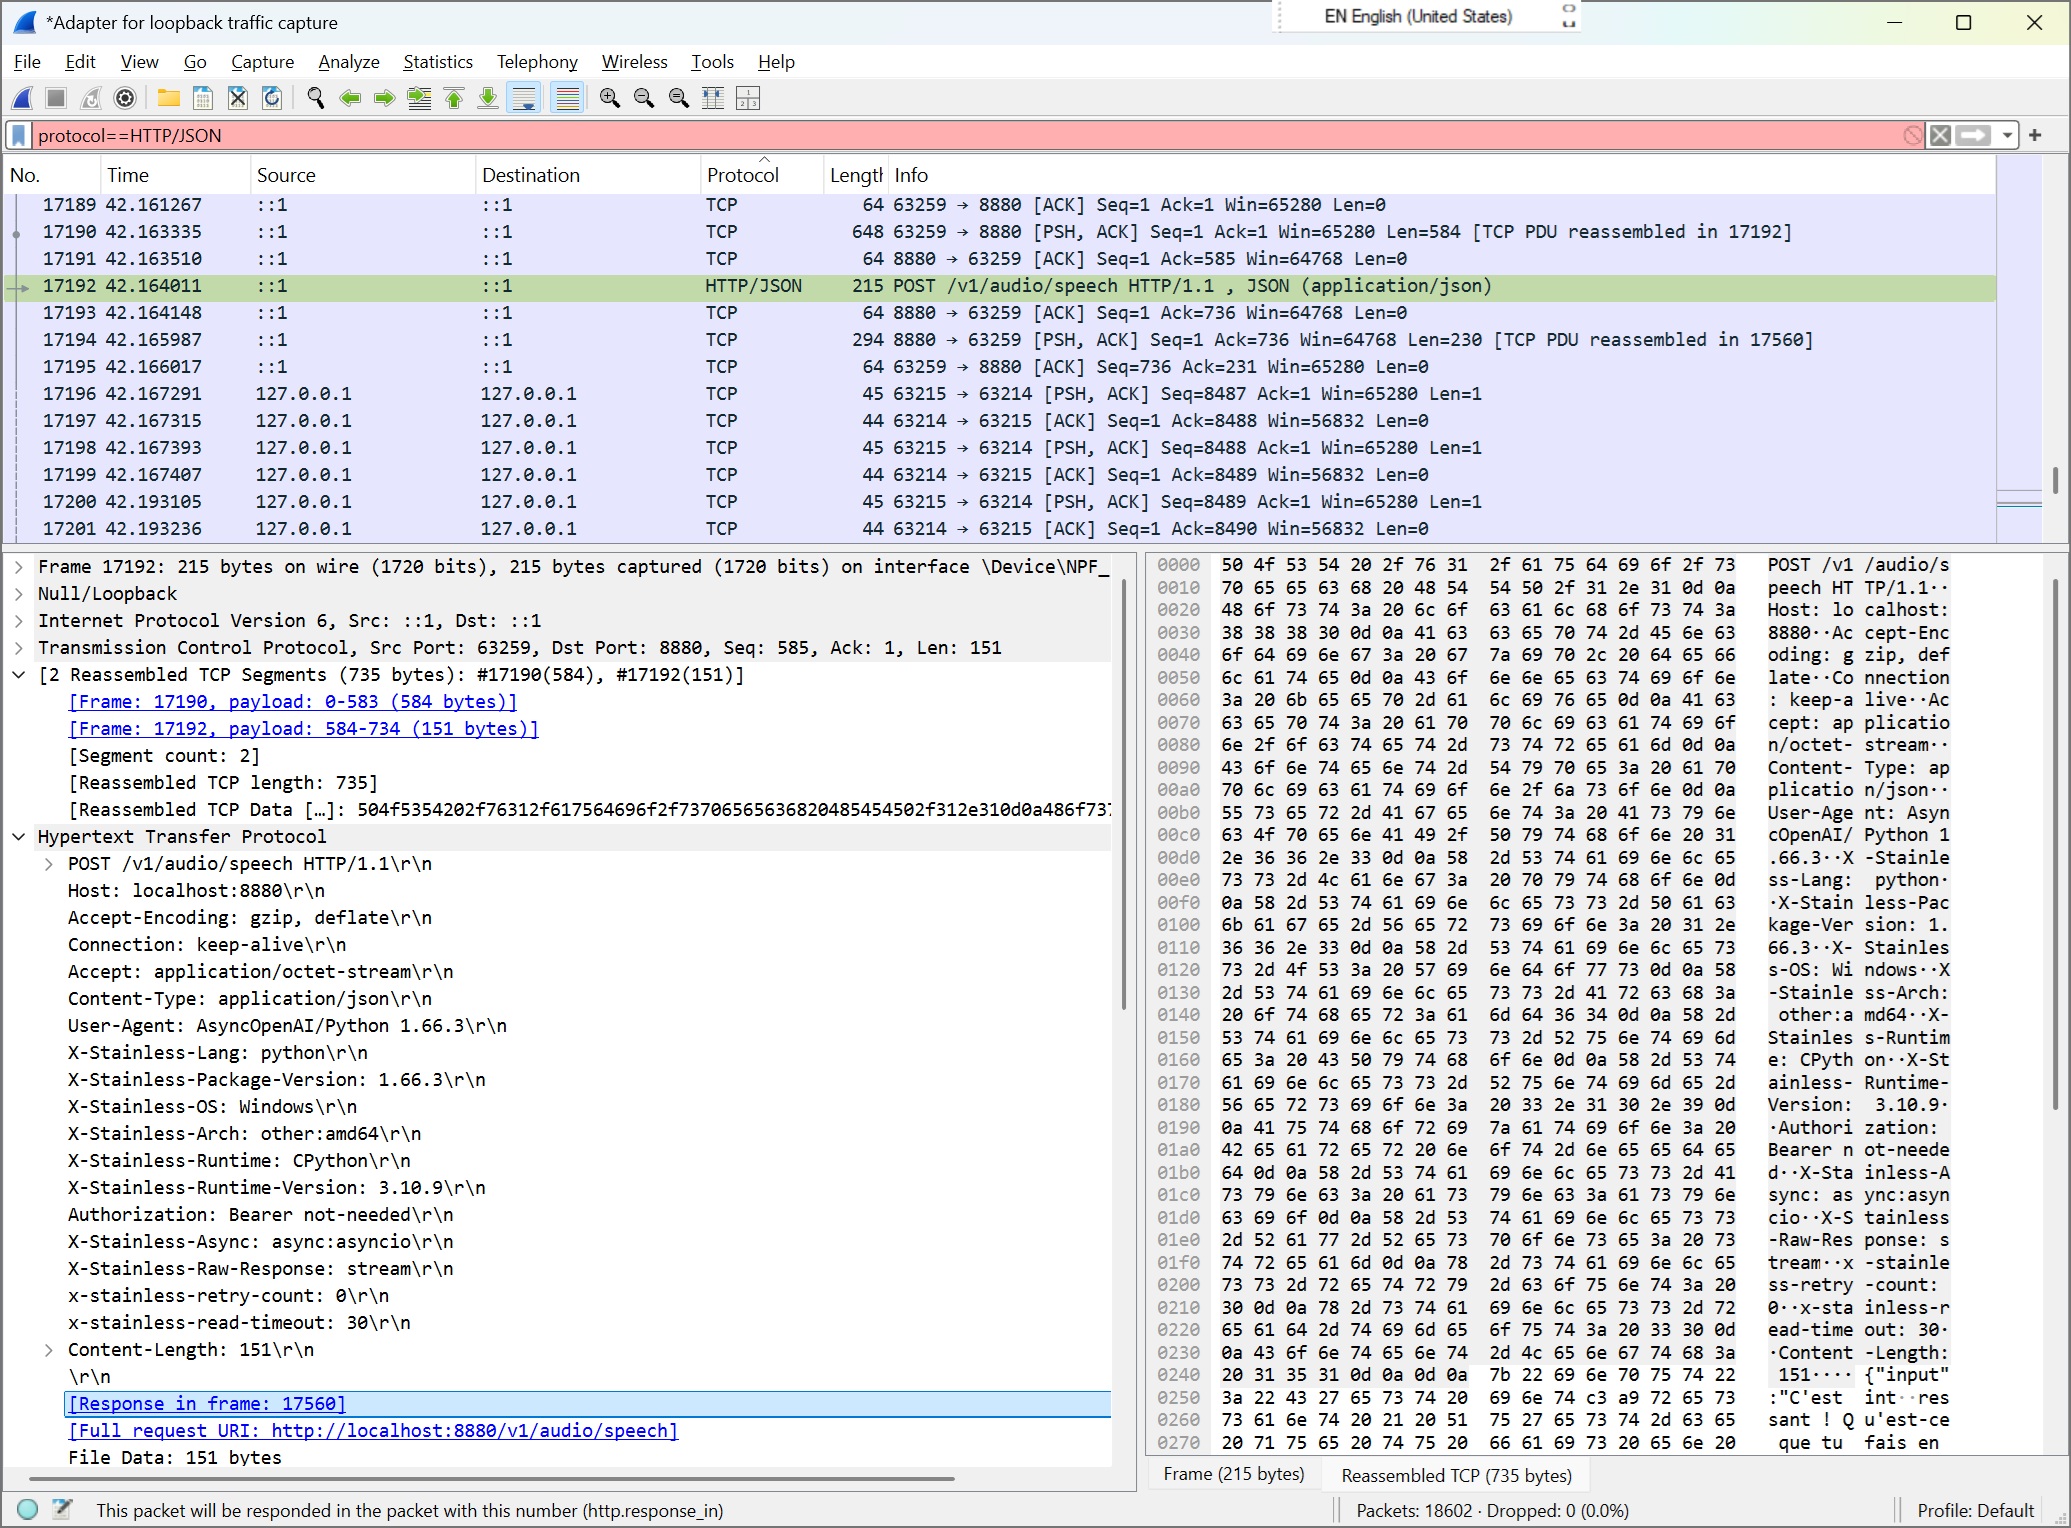 *Adapter for loopback traffic capture
EN English (United States)
File Edit View Go Capture Analyze Statistics Telephony Wireless Tools Help
protocol==HTTP/JSON
No. Time Source Destination Protocol Length Info
17189 42.161267 ::1 ::1 TCP 64 63259 → 8880 [ACK] Seq=1 Ack=1 Win=65280 Len=0
17190 42.163335 ::1 ::1 TCP 648 63259 → 8880 [PSH, ACK] Seq=1 Ack=1 Win=65280 Len=584 [TCP PDU reassembled in 17192]
17191 42.163510 ::1 ::1 TCP 64 8880 → 63259 [ACK] Seq=1 Ack=585 Win=64768 Len=0
17192 42.164011 ::1 ::1 HTTP/JSON 215 POST /v1/audio/speech HTTP/1.1 , JSON (application/json)
17193 42.164148 ::1 ::1 TCP 64 8880 → 63259 [ACK] Seq=1 Ack=736 Win=64768 Len=0
17194 42.165987 ::1 ::1 TCP 294 8880 → 63259 [PSH, ACK] Seq=1 Ack=736 Win=64768 Len=230 [TCP PDU reassembled in 17560]
17195 42.166017 ::1 ::1 TCP 64 63259 → 8880 [ACK] Seq=736 Ack=231 Win=65280 Len=0
17196 42.167291 127.0.0.1 127.0.0.1 TCP 45 63215 → 63214 [PSH, ACK] Seq=8487 Ack=1 Win=65280 Len=1
17197 42.167315 127.0.0.1 127.0.0.1 TCP 44 63214 → 63215 [ACK] Seq=1 Ack=8488 Win=56832 Len=0
17198 42.167393 127.0.0.1 127.0.0.1 TCP 45 63215 → 63214 [PSH, ACK] Seq=8488 Ack=1 Win=65280 Len=1
17199 42.167407 127.0.0.1 127.0.0.1 TCP 44 63214 → 63215 [ACK] Seq=1 Ack=8489 Win=56832 Len=0
17200 42.193105 127.0.0.1 127.0.0.1 TCP 45 63215 → 63214 [PSH, ACK] Seq=8489 Ack=1 Win=65280 Len=1
17201 42.193236 127.0.0.1 127.0.0.1 TCP 44 63214 → 63215 [ACK] Seq=1 Ack=8490 Win=56832 Len=0
Frame 17192: 215 bytes on wire (1720 bits), 215 bytes captured (1720 bits) on interface \Device\NPF_
Null/Loopback
Internet Protocol Version 6, Src: ::1, Dst: ::1
Transmission Control Protocol, Src Port: 63259, Dst Port: 8880, Seq: 585, Ack: 1, Len: 151
[2 Reassembled TCP Segments (735 bytes): #17190(584), #17192(151)]
[Frame: 17190, payload: 0-583 (584 bytes)]
[Frame: 17192, payload: 584-734 (151 bytes)]
[Segment count: 2]
[Reassembled TCP length: 735]
[Reassembled TCP Data […]: 504f5354202f76312f617564696f2f73706565636820485454502f312e310d0a486f737
Hypertext Transfer Protocol
POST /v1/audio/speech HTTP/1.1\r\n
Host: localhost:8880\r\n
Accept-Encoding: gzip, deflate\r\n
Connection: keep-alive\r\n
Accept: application/octet-stream\r\n
Content-Type: application/json\r\n
User-Agent: AsyncOpenAI/Python 1.66.3\r\n
X-Stainless-Lang: python\r\n
X-Stainless-Package-Version: 1.66.3\r\n
X-Stainless-OS: Windows\r\n
X-Stainless-Arch: other:amd64\r\n
X-Stainless-Runtime: CPython\r\n
X-Stainless-Runtime-Version: 3.10.9\r\n
Authorization: Bearer not-needed\r\n
X-Stainless-Async: async:asyncio\r\n
X-Stainless-Raw-Response: stream\r\n
x-stainless-retry-count: 0\r\n
x-stainless-read-timeout: 30\r\n
Content-Length: 151\r\n
\r\n
[Response in frame: 17560]
[Full request URI: http://localhost:8880/v1/audio/speech]
File Data: 151 bytes
0000 50 4f 53 54 20 2f 76 31 2f 61 75 64 69 6f 2f 73 POST /v1 /audio/s
0010 70 65 65 63 68 20 48 54 54 50 2f 31 2e 31 0d 0a peech HT TP/1.1··
0020 48 6f 73 74 3a 20 6c 6f 63 61 6c 68 6f 73 74 3a Host: lo calhost:
0030 38 38 38 30 0d 0a 41 63 63 65 70 74 2d 45 6e 63 8880··Ac cept-Enc
0040 6f 64 69 6e 67 3a 20 67 7a 69 70 2c 20 64 65 66 oding: g zip, def
0050 6c 61 74 65 0d 0a 43 6f 6e 6e 65 63 74 69 6f 6e late··Co nnection
0060 3a 20 6b 65 65 70 2d 61 6c 69 76 65 0d 0a 41 63 : keep-a live··Ac
0070 63 65 70 74 3a 20 61 70 70 6c 69 63 61 74 69 6f cept: ap plicatio
0080 6e 2f 6f 63 74 65 74 2d 73 74 72 65 61 6d 0d 0a n/octet- stream··
0090 43 6f 6e 74 65 6e 74 2d 54 79 70 65 3a 20 61 70 Content- Type: ap
00a0 70 6c 69 63 61 74 69 6f 6e 2f 6a 73 6f 6e 0d 0a plicatio n/json··
00b0 55 73 65 72 2d 41 67 65 6e 74 3a 20 41 73 79 6e User-Age nt: Asyn
00c0 63 4f 70 65 6e 41 49 2f 50 79 74 68 6f 6e 20 31 cOpenAI/ Python 1
00d0 2e 36 36 2e 33 0d 0a 58 2d 53 74 61 69 6e 6c 65 .66.3··X -Stainle
00e0 73 73 2d 4c 61 6e 67 3a 20 70 79 74 68 6f 6e 0d ss-Lang: python·
00f0 0a 58 2d 53 74 61 69 6e 6c 65 73 73 2d 50 61 63 ·X-Stain less-Pac
0100 6b 61 67 65 2d 56 65 72 73 69 6f 6e 3a 20 31 2e kage-Ver sion: 1.
0110 36 36 2e 33 0d 0a 58 2d 53 74 61 69 6e 6c 65 73 66.3··X- Stainles
0120 73 2d 4f 53 3a 20 57 69 6e 64 6f 77 73 0d 0a 58 s-OS: Wi ndows··X
0130 2d 53 74 61 69 6e 6c 65 73 73 2d 41 72 63 68 3a -Stainle ss-Arch:
0140 20 6f 74 68 65 72 3a 61 6d 64 36 34 0d 0a 58 2d other:a md64··X-
0150 53 74 61 69 6e 6c 65 73 73 2d 52 75 6e 74 69 6d Stainles s-Runtim
0160 65 3a 20 43 50 79 74 68 6f 6e 0d 0a 58 2d 53 74 e: CPyth on··X-St
0170 61 69 6e 6c 65 73 73 2d 52 75 6e 74 69 6d 65 2d ainless- Runtime-
0180 56 65 72 73 69 6f 6e 3a 20 33 2e 31 30 2e 39 0d Version: 3.10.9·
0190 0a 41 75 74 68 6f 72 69 7a 61 74 69 6f 6e 3a 20 ·Authori zation:
01a0 42 65 61 72 65 72 20 6e 6f 74 2d 6e 65 65 64 65 Bearer n ot-neede
01b0 64 0d 0a 58 2d 53 74 61 69 6e 6c 65 73 73 2d 41 d··X-Sta inless-A
01c0 73 79 6e 63 3a 20 61 73 79 6e 63 3a 61 73 79 6e sync: as ync:asyn
01d0 63 69 6f 0d 0a 58 2d 53 74 61 69 6e 6c 65 73 73 cio··X-S tainless
01e0 2d 52 61 77 2d 52 65 73 70 6f 6e 73 65 3a 20 73 -Raw-Res ponse: s
01f0 74 72 65 61 6d 0d 0a 78 2d 73 74 61 69 6e 6c 65 tream··x -stainle
0200 73 73 2d 72 65 74 72 79 2d 63 6f 75 6e 74 3a 20 ss-retry -count:
0210 30 0d 0a 78 2d 73 74 61 69 6e 6c 65 73 73 2d 72 0··x-sta inless-r
0220 65 61 64 2d 74 69 6d 65 6f 75 74 3a 20 33 30 0d ead-time out: 30·
0230 0a 43 6f 6e 74 65 6e 74 2d 4c 65 6e 67 74 68 3a ·Content -Length:
0240 20 31 35 31 0d 0a 0d 0a 7b 22 69 6e 70 75 74 22 151···· {"input"
0250 3a 22 43 27 65 73 74 20 69 6e 74 c3 a9 72 65 73 :"C'est int··res
0260 73 61 6e 74 20 21 20 51 75 27 65 73 74 2d 63 65 sant ! Q u'est-ce
0270 20 71 75 65 20 74 75 20 66 61 69 73 20 65 6e 20 que tu fais en
Frame (215 bytes) Reassembled TCP (735 bytes)
This packet will be responded in the packet with this number (http.response_in)
Packets: 18602 · Dropped: 0 (0.0%)
Profile: Default